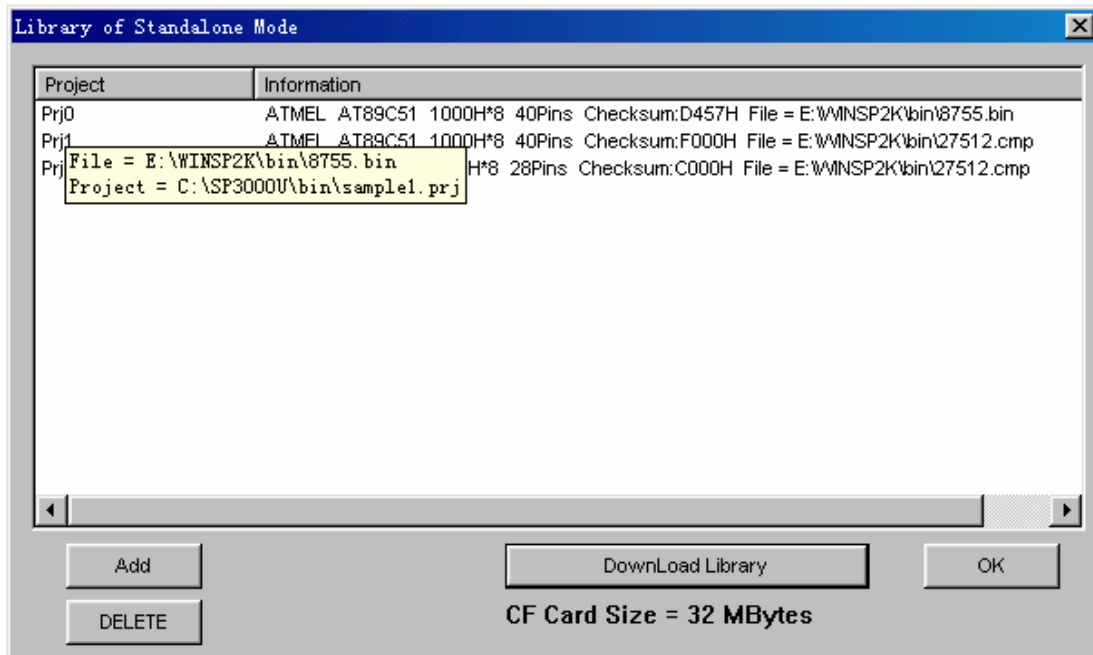 Library of Standalone Mode
Project Information
Prj0 ATMEL AT89C51 1000H*8 40Pins Checksum:D457H File = E:\WINSP2K\bin\8755.bin
Prj1 ATMEL AT89C51 1000H*8 40Pins Checksum:F000H File = E:\WINSP2K\bin\27512.cmp
File = E:\WINSP2K\bin\8755.bin
Prj H*8 28Pins Checksum:C000H File = E:\WINSP2K\bin\27512.cmp
Project = C:\SP3000U\bin\sample1.prj
Add DownLoad Library OK
DELETE CF Card Size = 32 MBytes